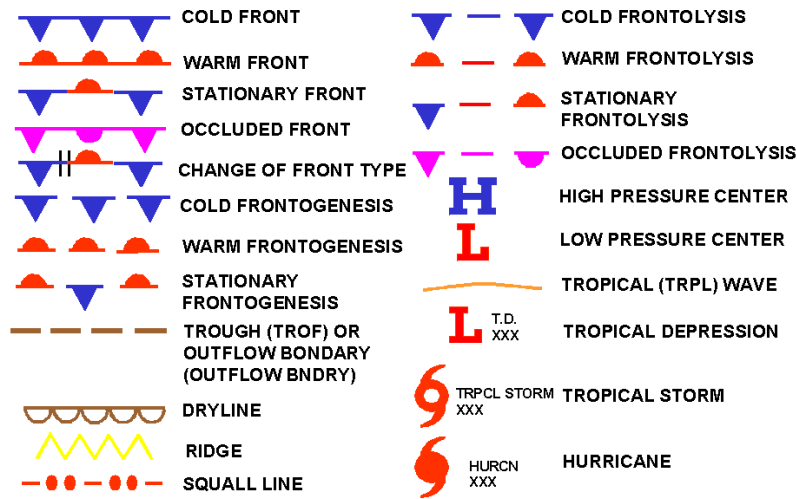 COLD FRONT
WARM FRONT
STATIONARY FRONT
OCCLUDED FRONT
CHANGE OF FRONT TYPE
COLD FRONTOGENESIS
WARM FRONTOGENESIS
STATIONARY
FRONTOGENESIS
TROUGH (TROF) OR
OUTFLOW BONDARY
(OUTFLOW BNDRY)
DRYLINE
RIDGE
SQUALL LINE
COLD FRONTOLYSIS
WARM FRONTOLYSIS
STATIONARY
FRONTOLYSIS
OCCLUDED FRONTOLYSIS
H HIGH PRESSURE CENTER
L LOW PRESSURE CENTER
TROPICAL (TRPL) WAVE
L T.D.
XXX
TROPICAL DEPRESSION
TRPCL STORM
XXX
TROPICAL STORM
HURCN
XXX
HURRICANE